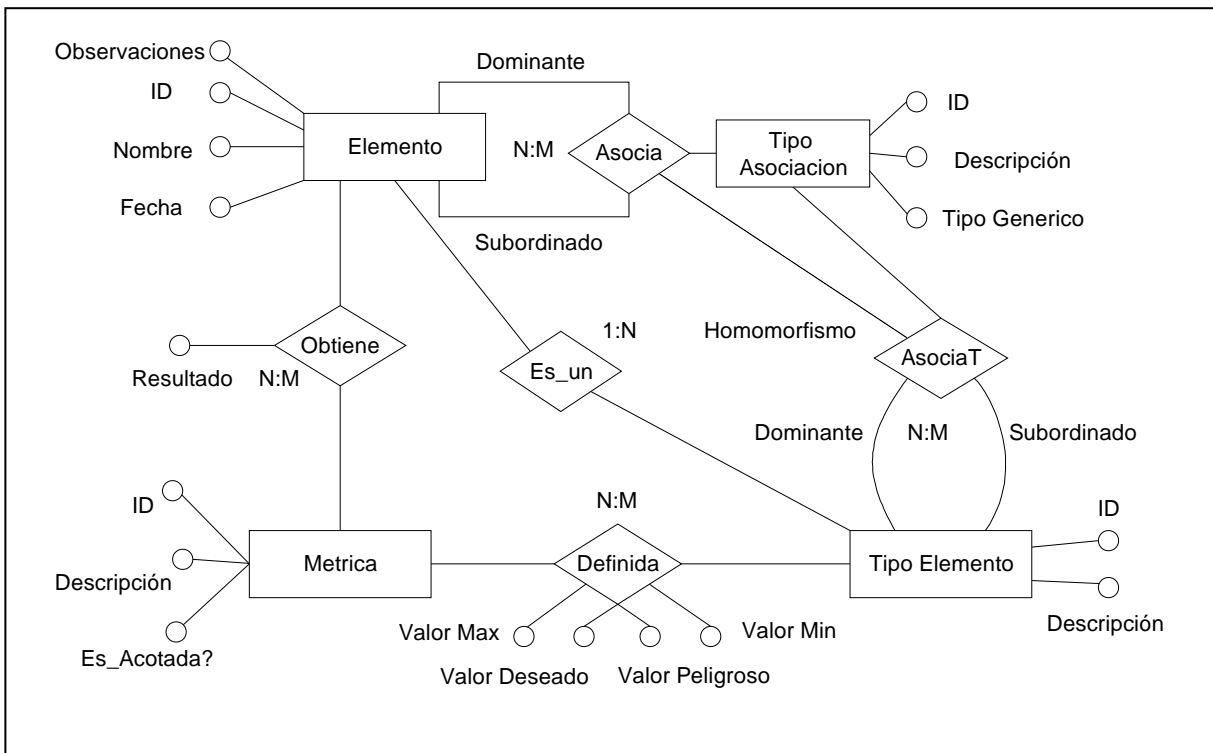 Observaciones
Dominante
ID
ID
Elemento
N:M
Asocia
Tipo
Asociacion
Nombre
Descripción
Fecha
Tipo Generico
Subordinado
1:N
Homomorfismo
Obtiene
AsociaT
Resultado
N:M
Es_un
Dominante
N:M
Subordinado
ID
N:M
ID
Metrica
Definida
Tipo Elemento
Descripción
Valor Max
Valor Min
Descripción
Es_Acotada?
Valor Deseado
Valor Peligroso